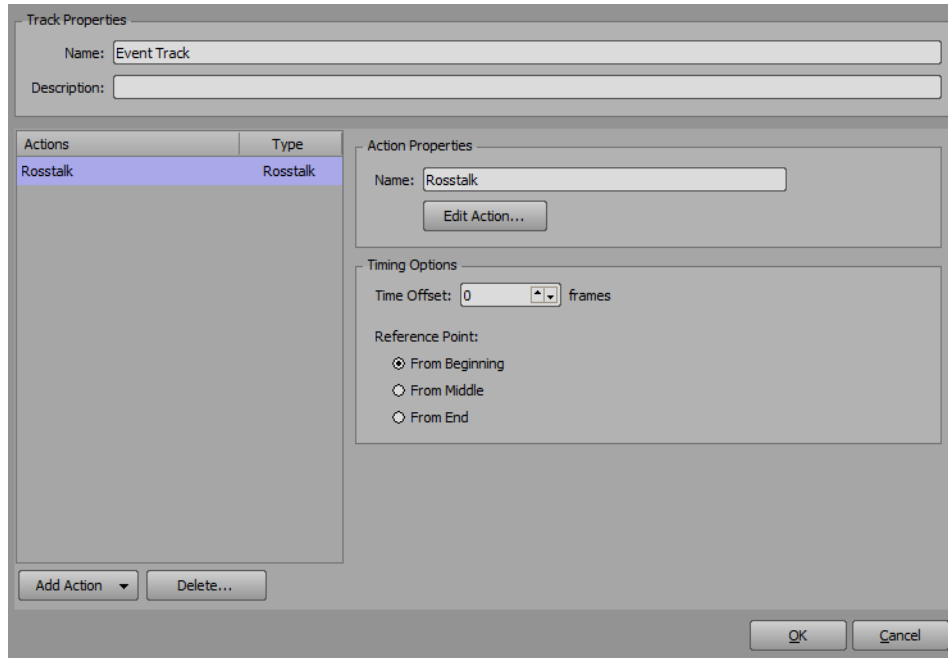 Track Properties
Name: Event Track
Description:
Actions Type
Rosstalk Rosstalk
Action Properties
Name: Rosstalk
Edit Action...
Timing Options
Time Offset: 0 frames
Reference Point:
From Beginning
From Middle
From End
Add Action Delete...
OK Cancel